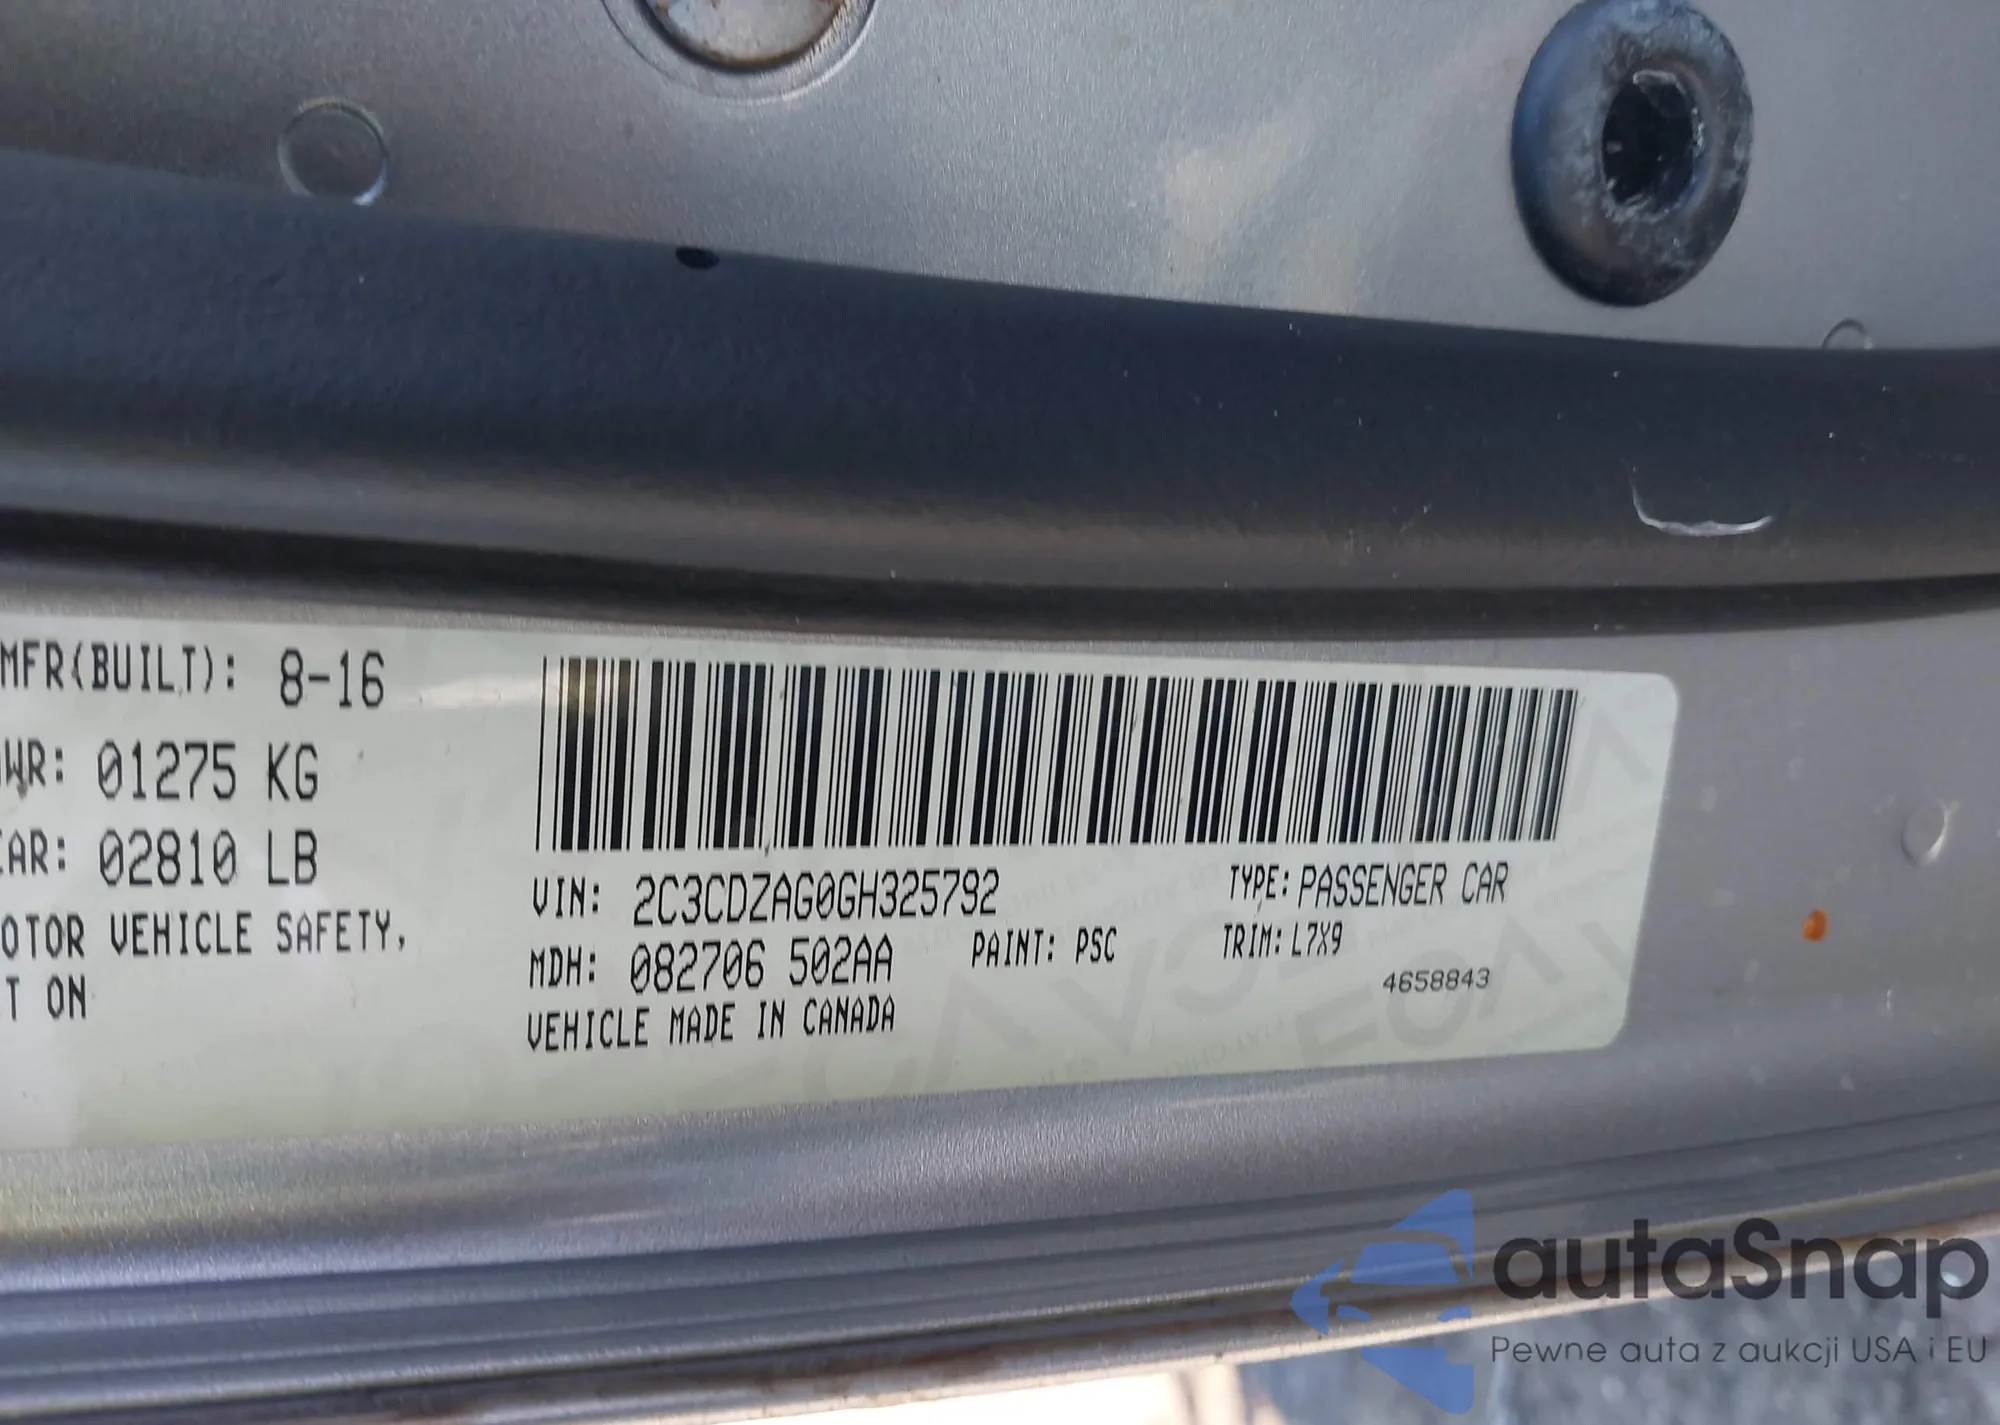 MFR(BUILT): 8-16
WR: 01275 KG
AR: 02810 LB
OTOR VEHICLE SAFETY,
T ON
VIN: 2C3CDZAG0GH325792
TYPE: PASSENGER CAR
MDH: 082706 502AA
PAINT: PSC
TRIM: L7X9
4658843
VEHICLE MADE IN CANADA
autaSnap
Pewne auta z aukcji USA i EU